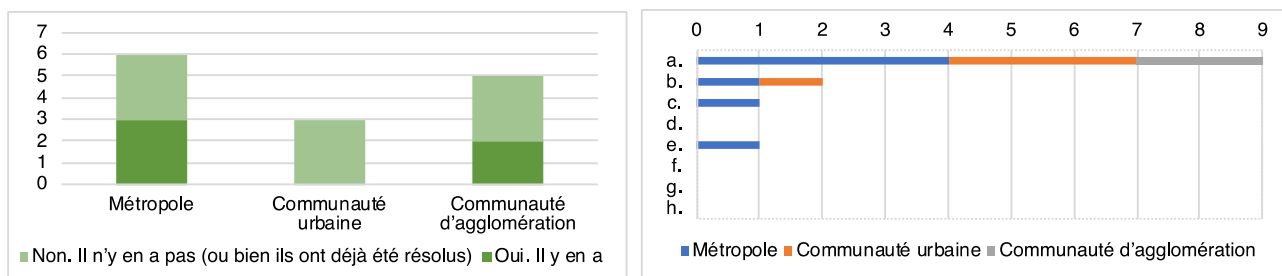 7
6
5
4
3
2
1
0
Métropole
Communauté
urbaine
Communauté
d'agglomération
Non. Il n'y en a pas (ou bien ils ont déjà été résolus)
Oui. Il y en a
0 1 2 3 4 5 6 7 8 9
a.
b.
c.
d.
e.
f.
g.
h.
Métropole
Communauté urbaine
Communauté d'agglomération